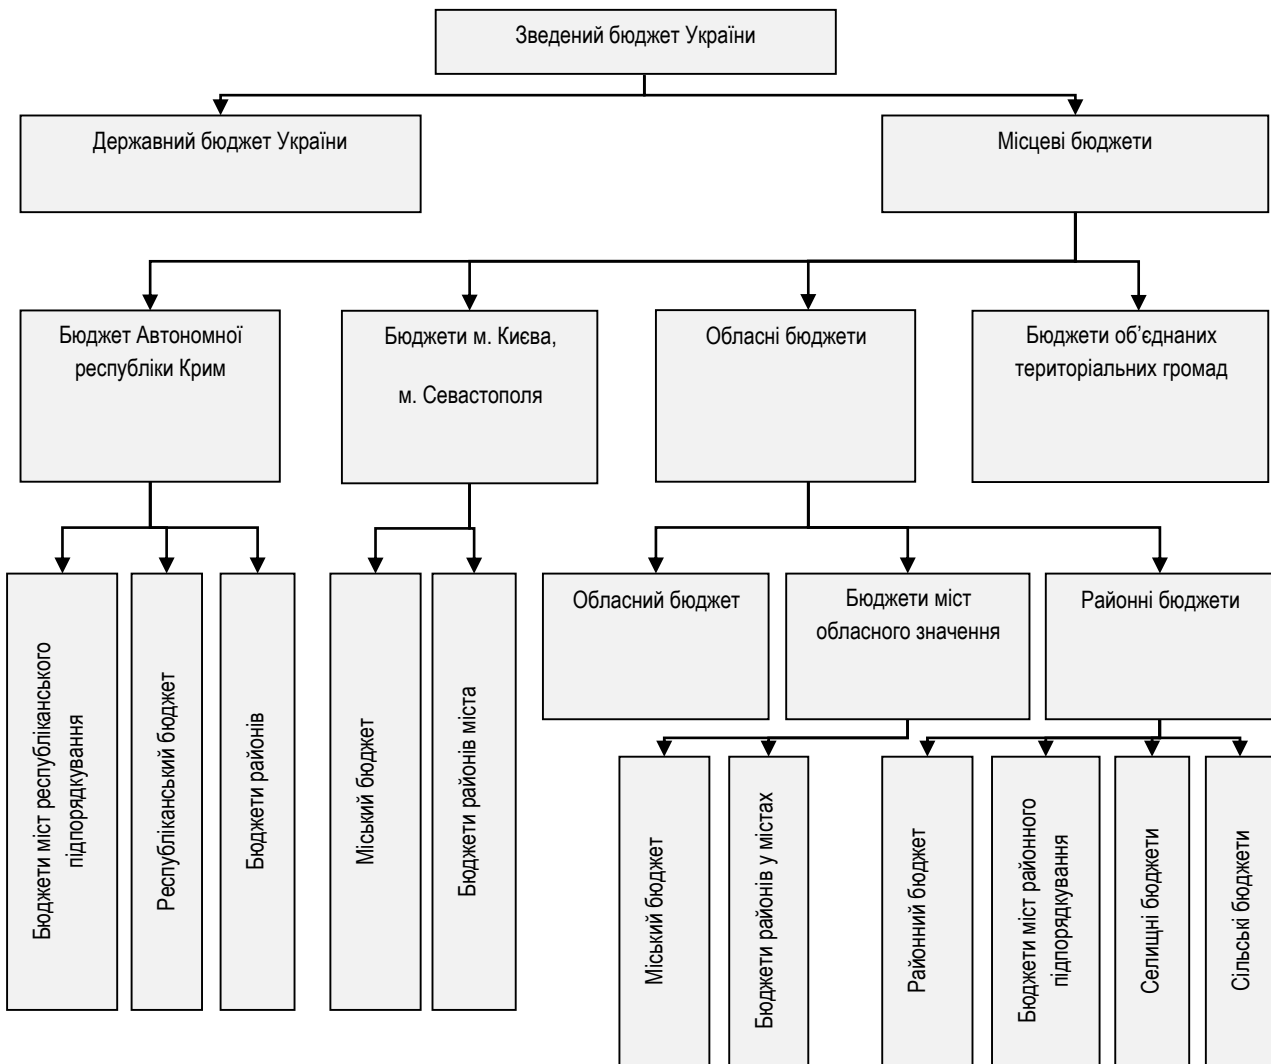 Зведений бюджет України
Державний бюджет України
Місцеві бюджети
Бюджет Автономної
республіки Крим
Бюджети м. Києва,
м. Севастополя
Обласні бюджети
Бюджети об’єднаних
територіальних громад
Бюджети міст республіканського
підпорядкування
Республіканський бюджет
Бюджети районів
Міський бюджет
Бюджети районів міста
Обласний бюджет
Бюджети міст
обласного значення
Районні бюджети
Міський бюджет
Бюджети районів у містах
Районний бюджет
Бюджети міст районного
підпорядкування
Селищні бюджети
Сільські бюджети